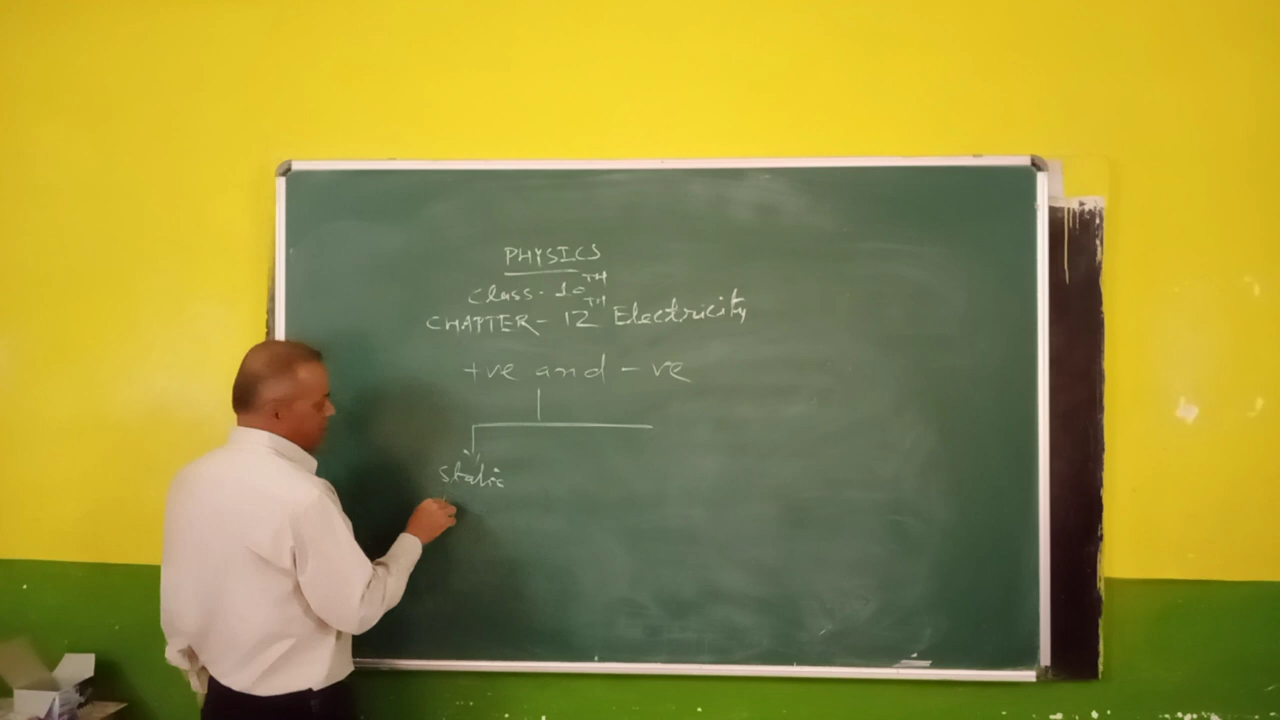 PHYSICS
Class - 10TH
CHAPTER - 12TH Electricity
+ve and -ve
static